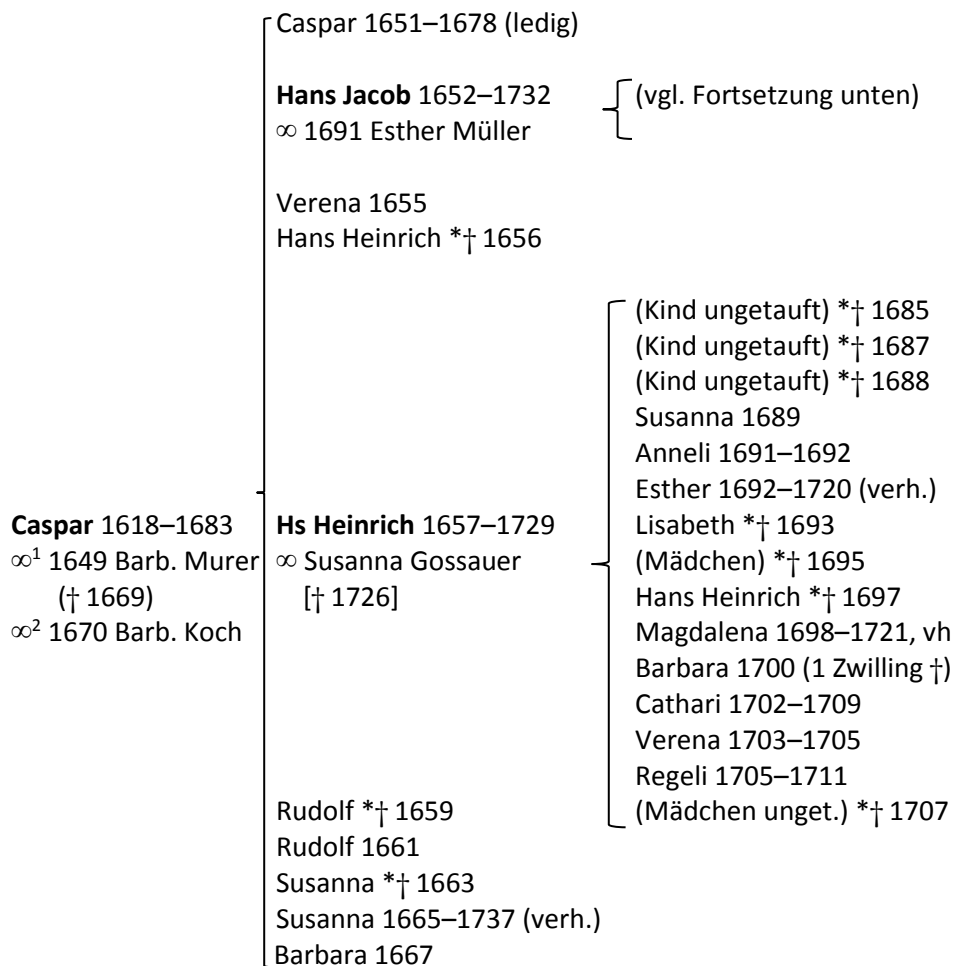 Caspar 1618–1683
∞¹ 1649 Barb. Murer
(† 1669)
∞² 1670 Barb. Koch
Caspar 1651–1678 (ledig)
Hans Jacob 1652–1732
∞ 1691 Esther Müller
(vgl. Fortsetzung unten)
Verena 1655
Hans Heinrich *† 1656
Hs Heinrich 1657–1729
∞ Susanna Gossauer
[† 1726]
(Kind ungetauft) *† 1685
(Kind ungetauft) *† 1687
(Kind ungetauft) *† 1688
Susanna 1689
Anneli 1691–1692
Esther 1692–1720 (verh.)
Lisabeth *† 1693
(Mädchen) *† 1695
Hans Heinrich *† 1697
Magdalena 1698–1721, vh
Barbara 1700 (1 Zwilling †)
Cathari 1702–1709
Verena 1703–1705
Regeli 1705–1711
(Mädchen unget.) *† 1707
Rudolf *† 1659
Rudolf 1661
Susanna *† 1663
Susanna 1665–1737 (verh.)
Barbara 1667